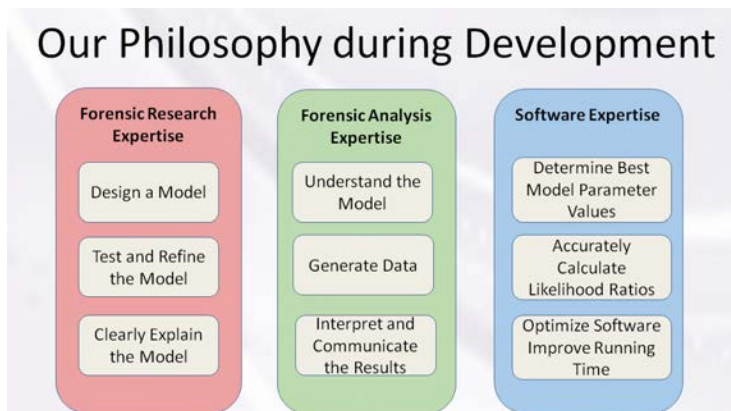 Our Philosophy during Development
Forensic Research
Expertise
Design a Model
Test and Refine
the Model
Clearly Explain
the Model
Forensic Analysis
Expertise
Understand the
Model
Generate Data
Interpret and
Communicate
the Results
Software Expertise
Determine Best
Model Parameter
Values
Accurately
Calculate
Likelihood Ratios
Optimize Software
Improve Running
Time